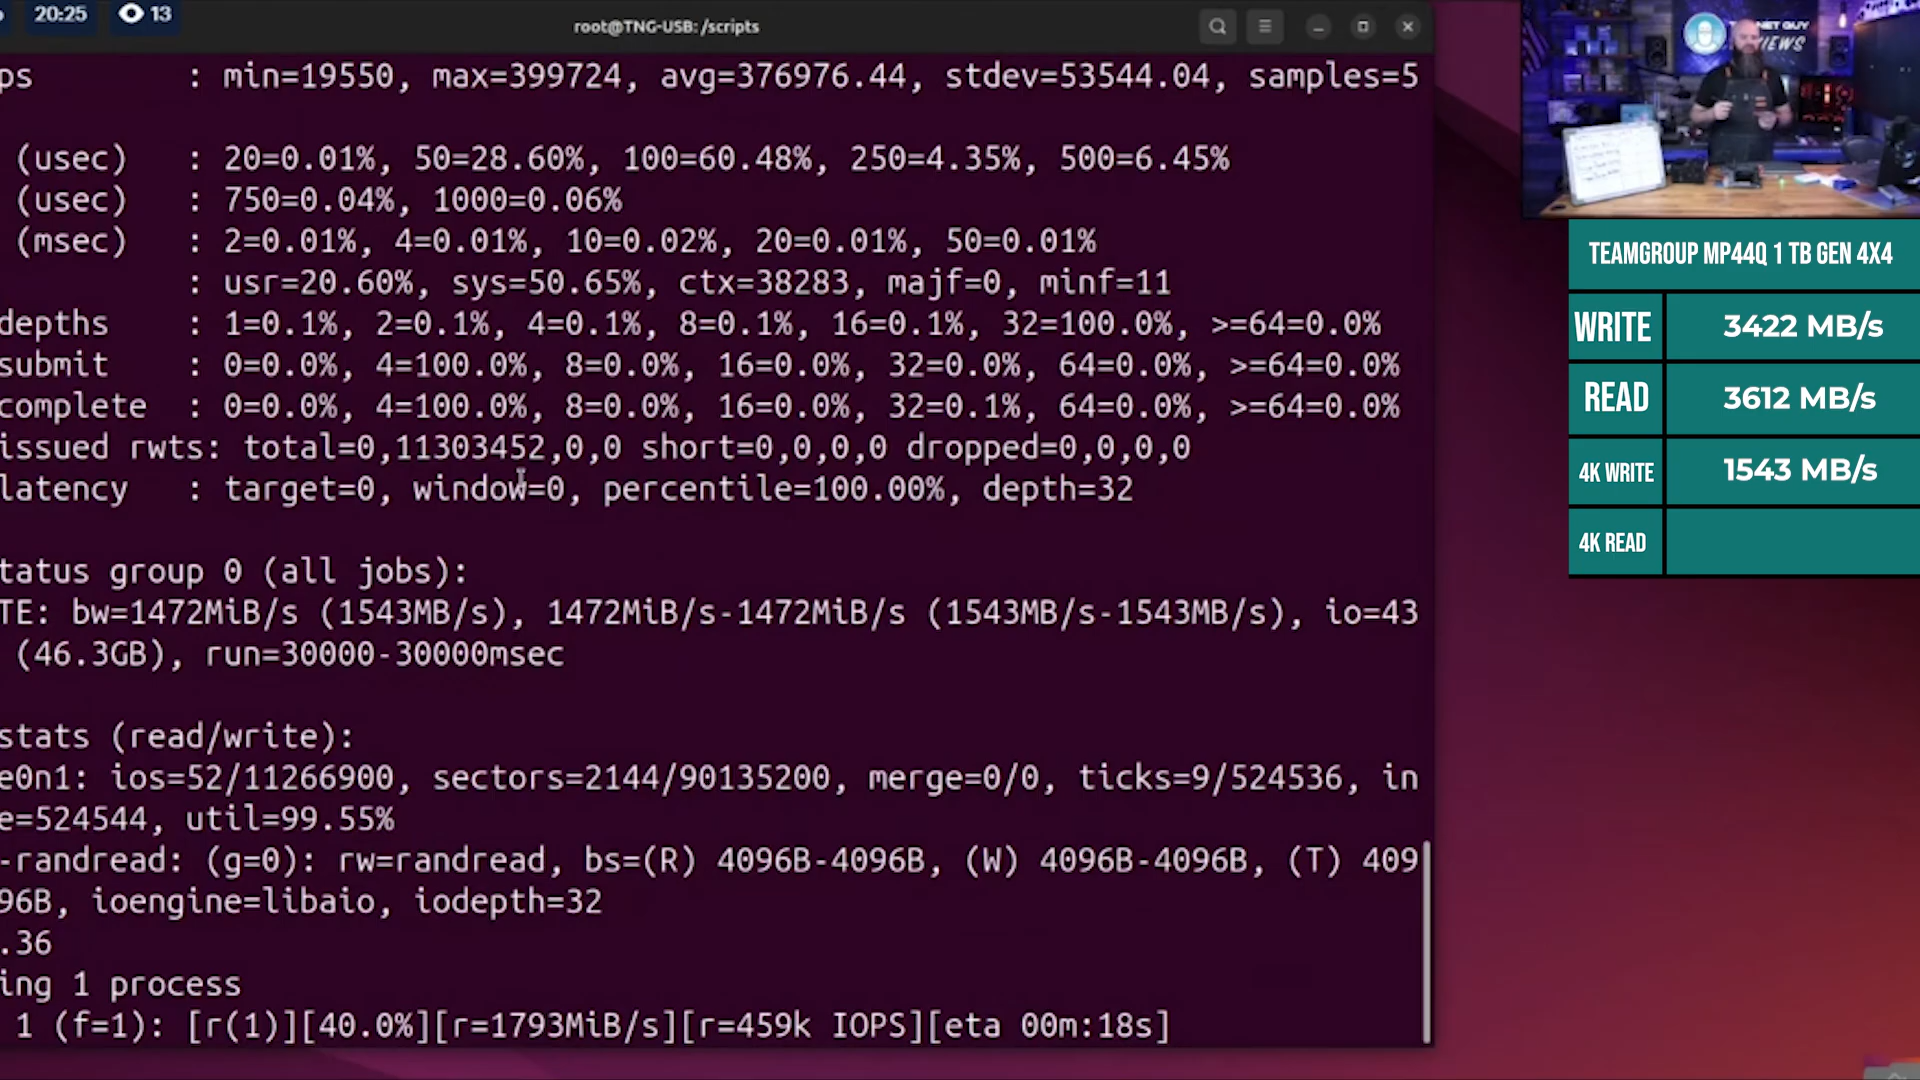 20:25 13
root@TNG-USB: /scripts
ps : min=19550, max=399724, avg=376976.44, stdev=53544.04, samples=5
(usec) : 20=0.01%, 50=28.60%, 100=60.48%, 250=4.35%, 500=6.45%
(usec) : 750=0.04%, 1000=0.06%
(msec) : 2=0.01%, 4=0.01%, 10=0.02%, 20=0.01%, 50=0.01%
: usr=20.60%, sys=50.65%, ctx=38283, majf=0, minf=11
depths : 1=0.1%, 2=0.1%, 4=0.1%, 8=0.1%, 16=0.1%, 32=100.0%, >=64=0.0%
submit : 0=0.0%, 4=100.0%, 8=0.0%, 16=0.0%, 32=0.0%, 64=0.0%, >=64=0.0%
complete : 0=0.0%, 4=100.0%, 8=0.0%, 16=0.0%, 32=0.1%, 64=0.0%, >=64=0.0%
issued rwts: total=0,11303452,0,0 short=0,0,0,0 dropped=0,0,0,0
latency : target=0, window=0, percentile=100.00%, depth=32
tatus group 0 (all jobs):
TE: bw=1472MiB/s (1543MB/s), 1472MiB/s-1472MiB/s (1543MB/s-1543MB/s), io=43
(46.3GB), run=30000-30000msec
stats (read/write):
e0n1: ios=52/11266900, sectors=2144/90135200, merge=0/0, ticks=9/524536, in
e=524544, util=99.55%
-randread: (g=0): rw=randread, bs=(R) 4096B-4096B, (W) 4096B-4096B, (T) 409
96B, ioengine=libaio, iodepth=32
.36
ing 1 process
1 (f=1): [r(1)][40.0%][r=1793MiB/s][r=459k IOPS][eta 00m:18s]
NET GUY
TEAMGROUP MP44Q 1 TB GEN 4X4
WRITE 3422 MB/s
READ 3612 MB/s
4K WRITE 1543 MB/s
4K READ